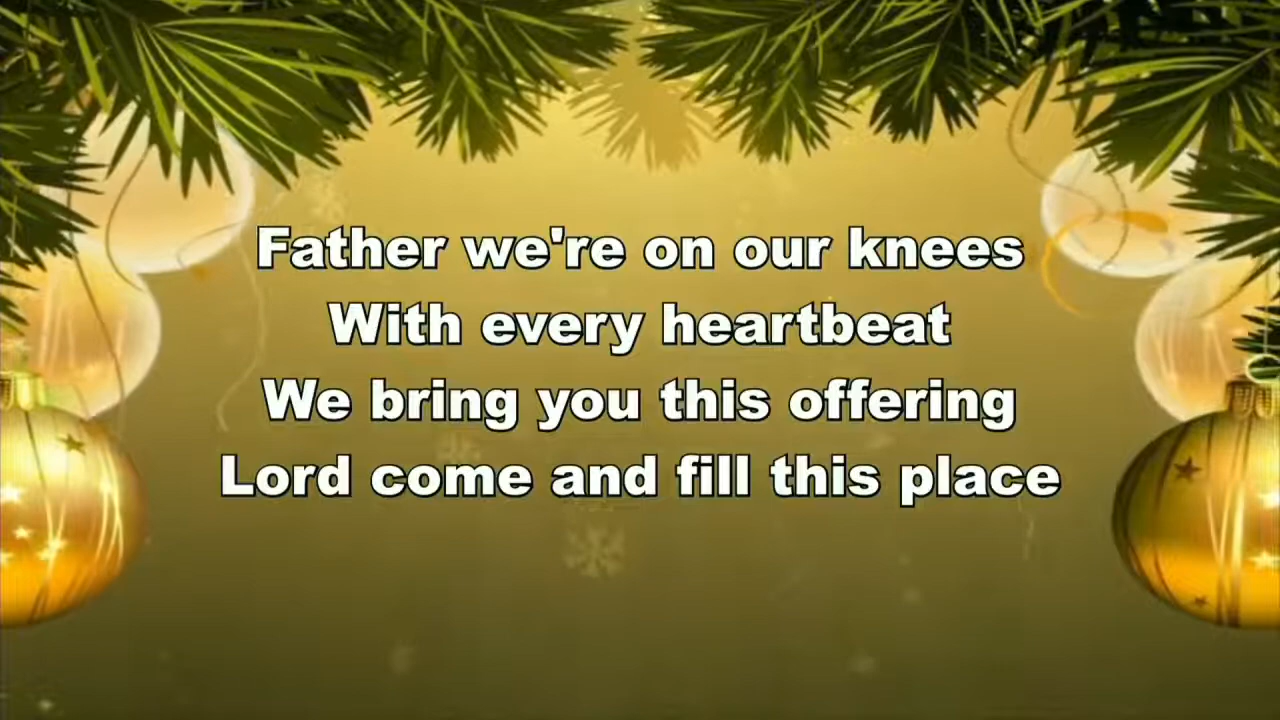 Father we're on our knees
With every heartbeat
We bring you this offering
Lord come and fill this place